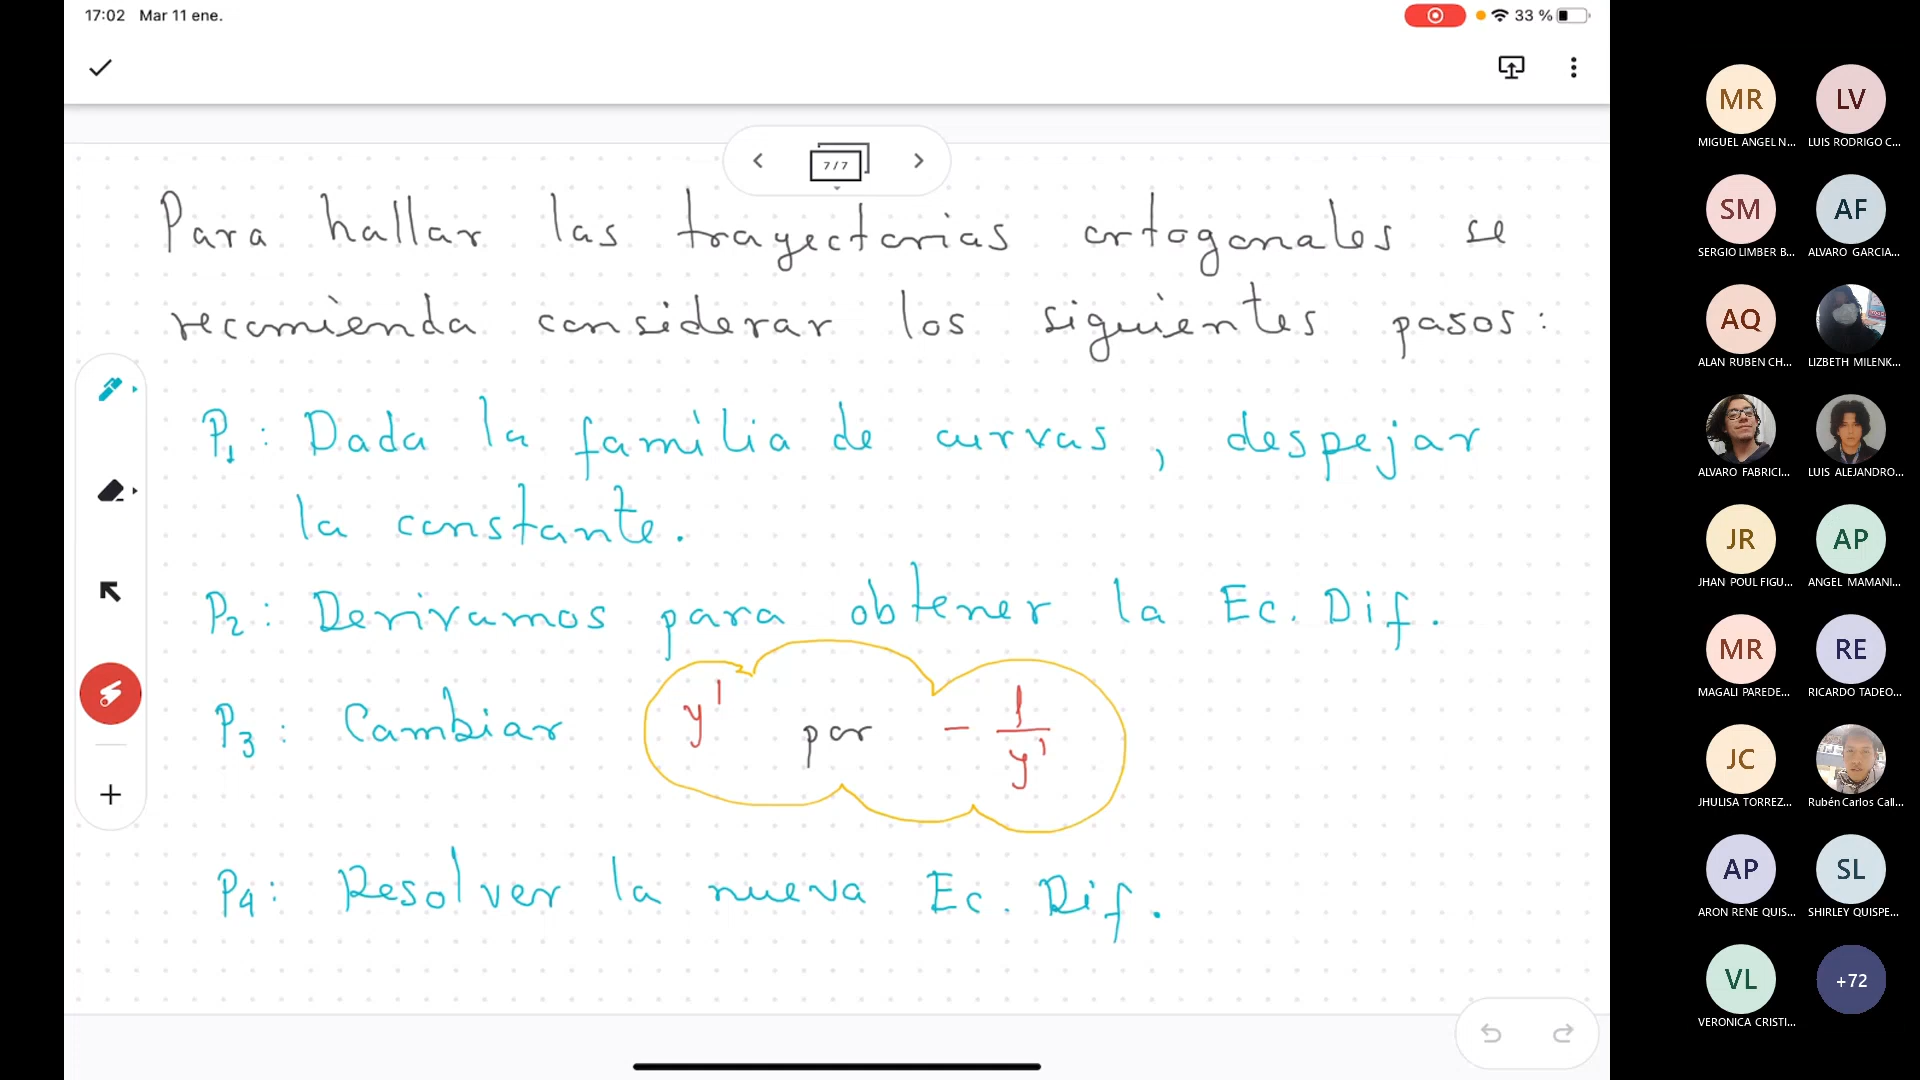 17:02 Mar 11 ene.
33 %
7/7
Para hallar las trayectorias ortogonales se
recomienda considerar los siguientes pasos:
P1: Dada la familia de curvas, despejar
la constante.
P2: Derivamos para obtener la Ec. Dif.
P3: Cambiar y' por - 1/y'
P4: Resolver la nueva Ec. Dif.
MR LV
MIGUEL ANGEL N... LUIS RODRIGO C...
SM AF
SERGIO LIMBER B... ALVARO GARCIA...
AQ
ALAN RUBEN CH... LIZBETH MILENK...
ALVARO FABRICI... LUIS ALEJANDRO...
JR AP
JHAN POUL FIGU... ANGEL MAMANI...
MR RE
MAGALI PAREDE... RICARDO TADEO...
JC
JHULISA TORREZ... Rubén Carlos Call...
AP SL
ARON RENE QUIS... SHIRLEY QUISPE...
VL +72
VERONICA CRISTI...